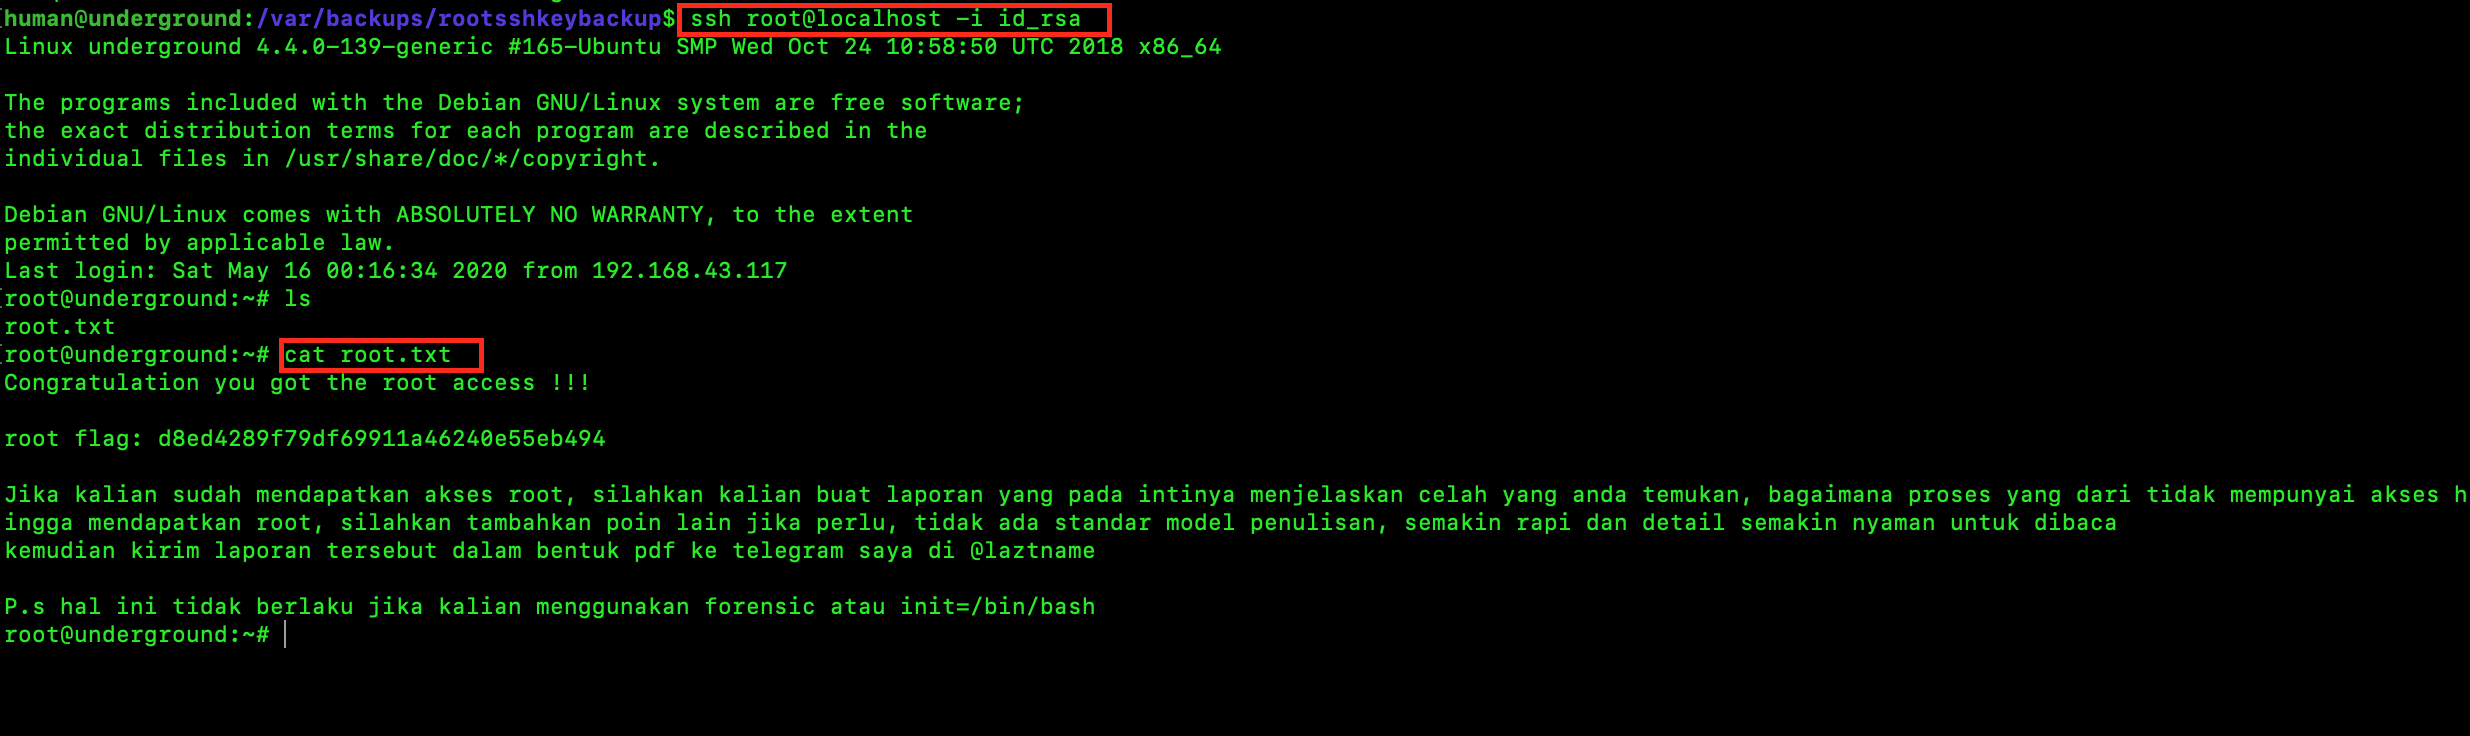 human@underground:/var/backups/rootsshkeybackup$ ssh root@localhost -i id_rsa
Linux underground 4.4.0-139-generic #165-Ubuntu SMP Wed Oct 24 10:58:50 UTC 2018 x86_64
The programs included with the Debian GNU/Linux system are free software;
the exact distribution terms for each program are described in the
individual files in /usr/share/doc/*/copyright.
Debian GNU/Linux comes with ABSOLUTELY NO WARRANTY, to the extent
permitted by applicable law.
Last login: Sat May 16 00:16:34 2020 from 192.168.43.117
root@underground:~# ls
root.txt
root@underground:~# cat root.txt
Congratulation you got the root access !!!
root flag: d8ed4289f79df69911a46240e55eb494
Jika kalian sudah mendapatkan akses root, silahkan kalian buat laporan yang pada intinya menjelaskan celah yang anda temukan, bagaimana proses yang dari tidak mempunyai akses h
ingga mendapatkan root, silahkan tambahkan poin lain jika perlu, tidak ada standar model penulisan, semakin rapi dan detail semakin nyaman untuk dibaca
kemudian kirim laporan tersebut dalam bentuk pdf ke telegram saya di @laztname
P.s hal ini tidak berlaku jika kalian menggunakan forensic atau init=/bin/bash
root@underground:~#